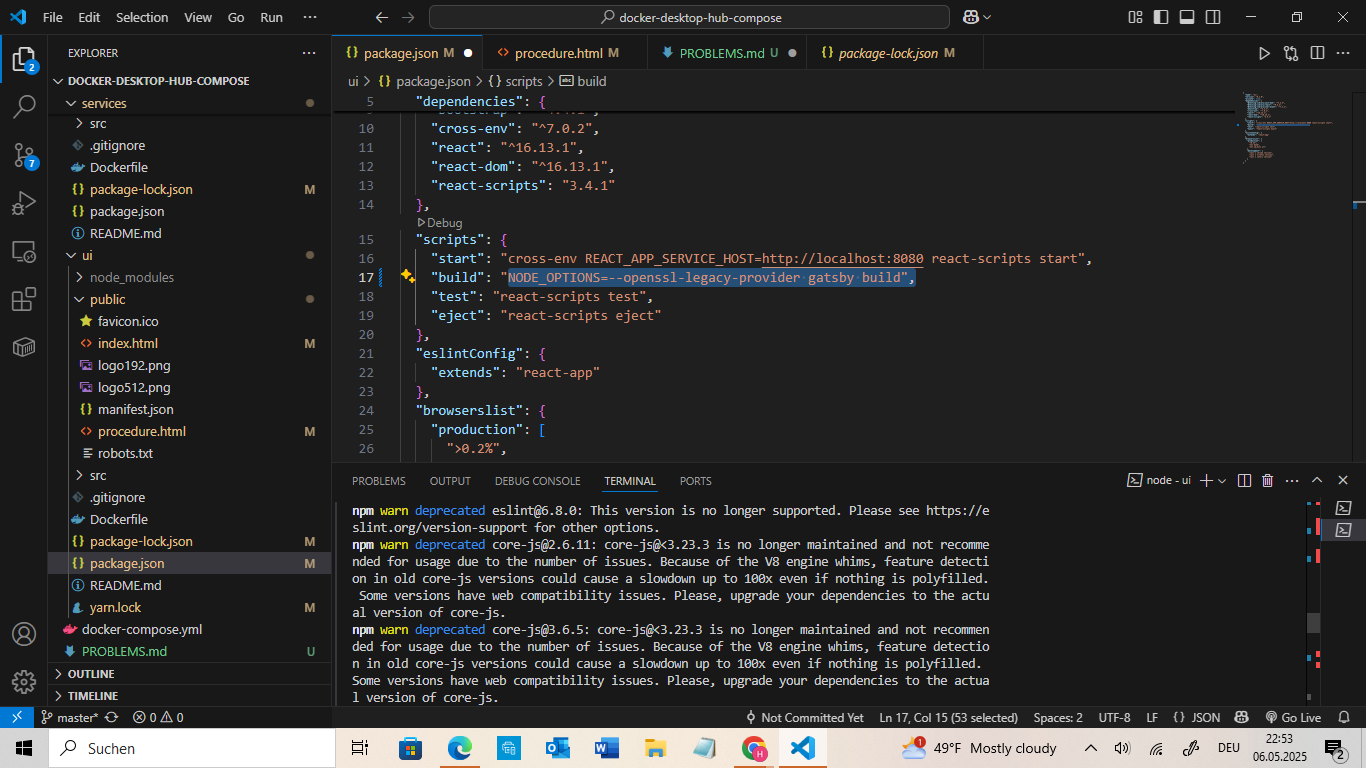 File Edit Selection View Go Run ···
docker-desktop-hub-compose
EXPLORER
DOCKER-DESKTOP-HUB-COMPOSE
services
src
.gitignore
Dockerfile
package-lock.json M
package.json
README.md
ui
node_modules
public
favicon.ico
index.html M
logo192.png
logo512.png
manifest.json
procedure.html M
robots.txt
src
.gitignore
Dockerfile
package-lock.json M
package.json M
README.md
yarn.lock M
docker-compose.yml
PROBLEMS.md U
OUTLINE
TIMELINE
2
7
package.json M
procedure.html M
PROBLEMS.md U
package-lock.json M
ui > package.json > scripts > build
5 "dependencies": {
10 "cross-env": "^7.0.2",
11 "react": "^16.13.1",
12 "react-dom": "^16.13.1",
13 "react-scripts": "3.4.1"
14 },
Debug
15 "scripts": {
16 "start": "cross-env REACT_APP_SERVICE_HOST=http://localhost:8080 react-scripts start",
17 "build": "NODE_OPTIONS=--openssl-legacy-provider gatsby build",
18 "test": "react-scripts test",
19 "eject": "react-scripts eject"
20 },
21 "eslintConfig": {
22 "extends": "react-app"
23 },
24 "browserslist": {
25 "production": [
26 ">0.2%",
PROBLEMS OUTPUT DEBUG CONSOLE TERMINAL PORTS
node - ui
npm warn deprecated eslint@6.8.0: This version is no longer supported. Please see https://e
slint.org/version-support for other options.
npm warn deprecated core-js@2.6.11: core-js@<3.23.3 is no longer maintained and not recomme
nded for usage due to the number of issues. Because of the V8 engine whims, feature detecti
on in old core-js versions could cause a slowdown up to 100x even if nothing is polyfilled.
Some versions have web compatibility issues. Please, upgrade your dependencies to the actu
al version of core-js.
npm warn deprecated core-js@3.6.5: core-js@<3.23.3 is no longer maintained and not recommen
ded for usage due to the number of issues. Because of the V8 engine whims, feature detectio
n in old core-js versions could cause a slowdown up to 100x even if nothing is polyfilled.
Some versions have web compatibility issues. Please, upgrade your dependencies to the actua
l version of core-js.
master* 0 0
Not Committed Yet Ln 17, Col 15 (53 selected) Spaces: 2 UTF-8 LF {} JSON Go Live
Suchen
1 49°F Mostly cloudy
DEU
22:53
06.05.2025
2